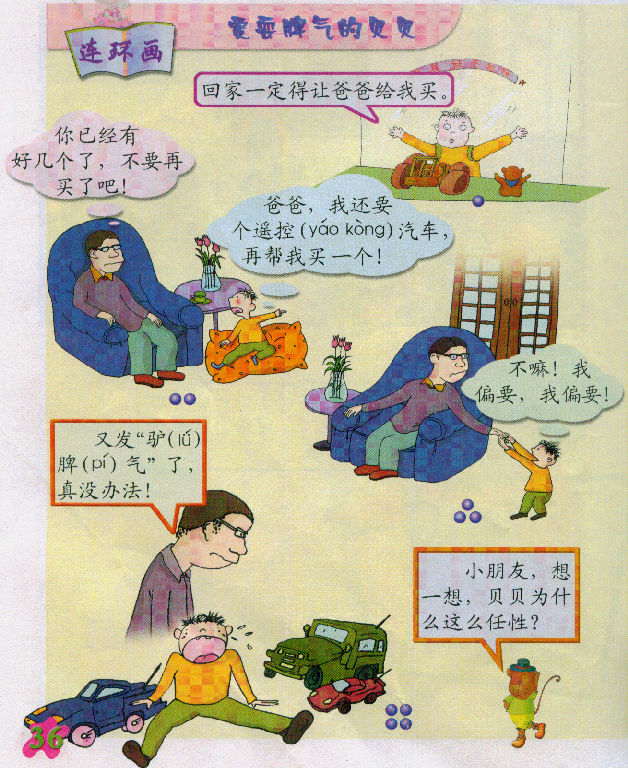 连环画
爱耍脾气的贝贝
回家一定得让爸爸给我买。
你已经有
好几个了，不要再
买了吧！
爸爸，我还要
个遥控(yáo kòng)汽车，
再帮我买一个！
不嘛！我
偏要，我偏要！
又发“驴(lǘ)
脾(pí)气”了，
真没办法！
小朋友，想
一想，贝贝为什
么这么任性？
36